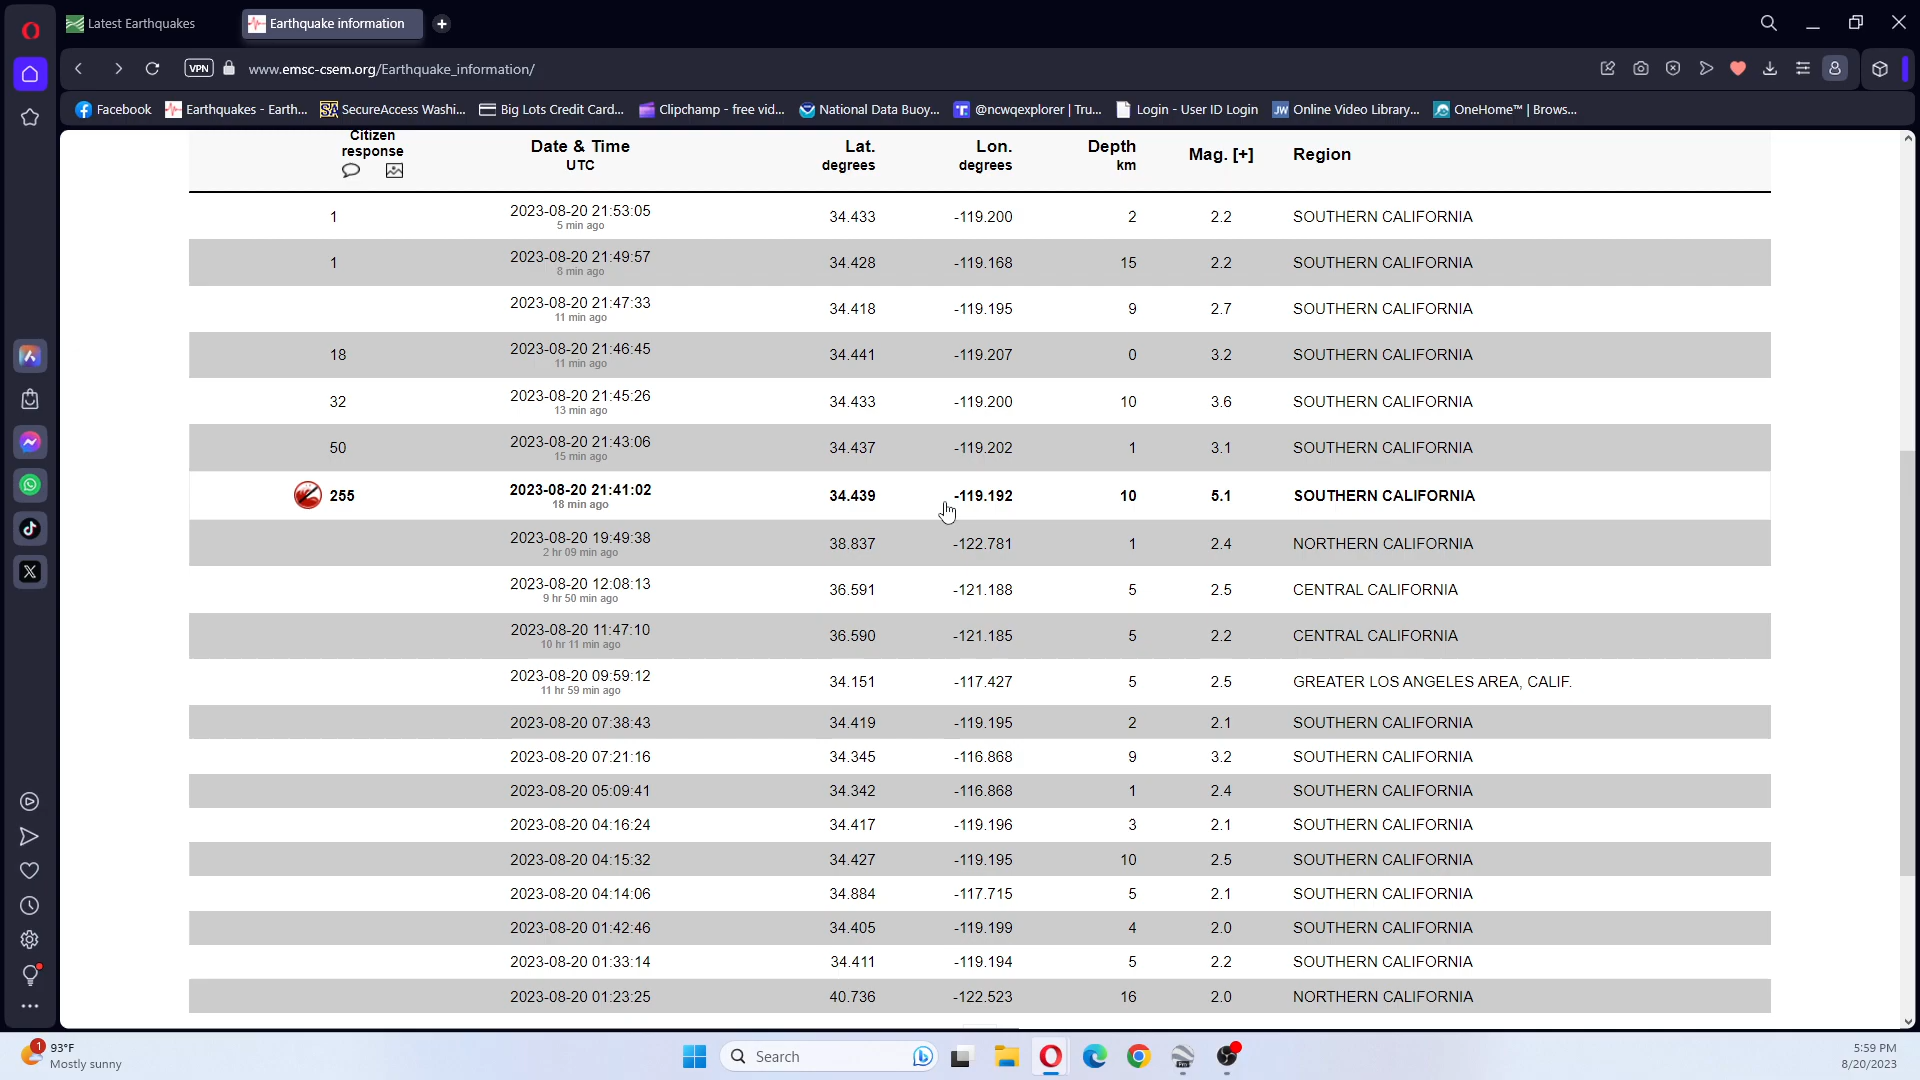 Latest Earthquakes
Earthquake information
VPN www.emsc-csem.org/Earthquake_information/
Facebook Earthquakes - Earth... SA SecureAccess Washi... Big Lots Credit Card... Clipchamp - free vid... National Data Buoy... @ncwqexplorer | Tru... Login - User ID Login JW Online Video Library... OneHome™ | Brows...
Citizen response Date & Time UTC Lat. degrees Lon. degrees Depth km Mag. [+] Region
1 2023-08-20 21:53:05 34.433 -119.200 2 2.2 SOUTHERN CALIFORNIA
5 min ago
1 2023-08-20 21:49:57 34.428 -119.168 15 2.2 SOUTHERN CALIFORNIA
8 min ago
2023-08-20 21:47:33 34.418 -119.195 9 2.7 SOUTHERN CALIFORNIA
11 min ago
18 2023-08-20 21:46:45 34.441 -119.207 0 3.2 SOUTHERN CALIFORNIA
11 min ago
32 2023-08-20 21:45:26 34.433 -119.200 10 3.6 SOUTHERN CALIFORNIA
13 min ago
50 2023-08-20 21:43:06 34.437 -119.202 1 3.1 SOUTHERN CALIFORNIA
15 min ago
255 2023-08-20 21:41:02 34.439 -119.192 10 5.1 SOUTHERN CALIFORNIA
18 min ago
2023-08-20 19:49:38 38.837 -122.781 1 2.4 NORTHERN CALIFORNIA
2 hr 09 min ago
2023-08-20 12:08:13 36.591 -121.188 5 2.5 CENTRAL CALIFORNIA
9 hr 50 min ago
2023-08-20 11:47:10 36.590 -121.185 5 2.2 CENTRAL CALIFORNIA
10 hr 11 min ago
2023-08-20 09:59:12 34.151 -117.427 5 2.5 GREATER LOS ANGELES AREA, CALIF.
11 hr 59 min ago
2023-08-20 07:38:43 34.419 -119.195 2 2.1 SOUTHERN CALIFORNIA
2023-08-20 07:21:16 34.345 -116.868 9 3.2 SOUTHERN CALIFORNIA
2023-08-20 05:09:41 34.342 -116.868 1 2.4 SOUTHERN CALIFORNIA
2023-08-20 04:16:24 34.417 -119.196 3 2.1 SOUTHERN CALIFORNIA
2023-08-20 04:15:32 34.427 -119.195 10 2.5 SOUTHERN CALIFORNIA
2023-08-20 04:14:06 34.884 -117.715 5 2.1 SOUTHERN CALIFORNIA
2023-08-20 01:42:46 34.405 -119.199 4 2.0 SOUTHERN CALIFORNIA
2023-08-20 01:33:14 34.411 -119.194 5 2.2 SOUTHERN CALIFORNIA
2023-08-20 01:23:25 40.736 -122.523 16 2.0 NORTHERN CALIFORNIA
1 93°F
Mostly sunny
Search
5:59 PM
8/20/2023